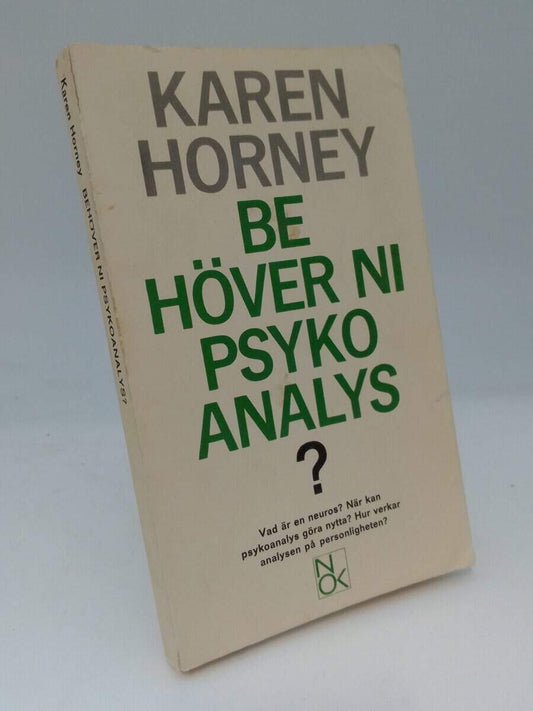 Karen Horney BEHÖVER NI PSYKOANALYS?
KAREN
HORNEY
BE
HÖVER NI
PSYKO
ANALYS
?
Vad är en neuros? När kan
psykoanalys göra nytta? Hur verkar
analysen på personligheten?
N
OK